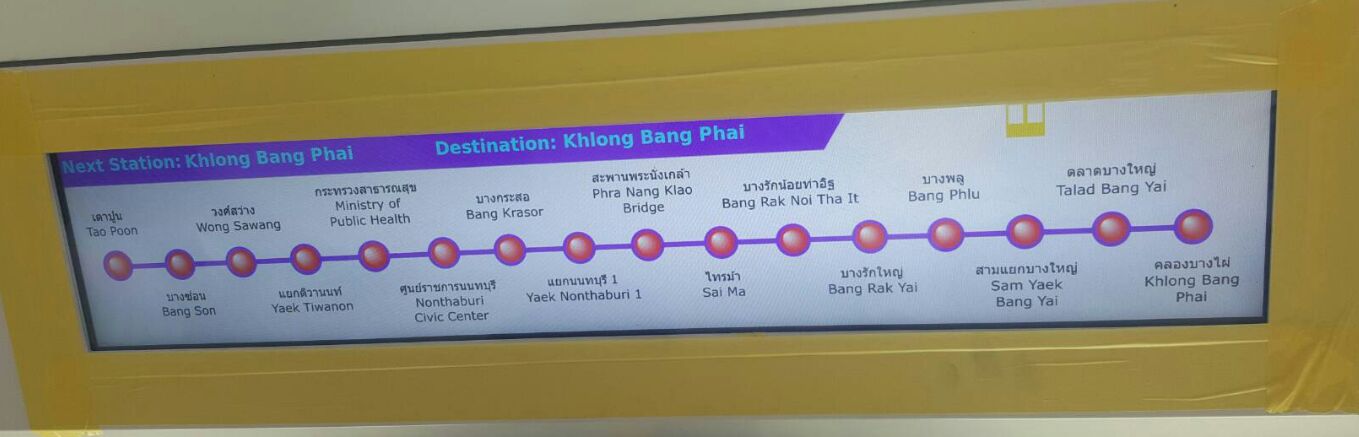 Next Station: Khlong Bang Phai
Destination: Khlong Bang Phai
เตาปูน
Tao Poon
บางซ่อน
Bang Son
วงศ์สว่าง
Wong Sawang
แยกติวานนท์
Yaek Tiwanon
กระทรวงสาธารณสุข
Ministry of
Public Health
ศูนย์ราชการนนทบุรี
Nonthaburi
Civic Center
บางกระสอ
Bang Krasor
แยกนนทบุรี 1
Yaek Nonthaburi 1
สะพานพระนั่งเกล้า
Phra Nang Klao
Bridge
ไทรม้า
Sai Ma
บางรักน้อยท่าอิฐ
Bang Rak Noi Tha It
บางรักใหญ่
Bang Rak Yai
บางพลู
Bang Phlu
สามแยกบางใหญ่
Sam Yaek
Bang Yai
ตลาดบางใหญ่
Talad Bang Yai
คลองบางไผ่
Khlong Bang
Phai